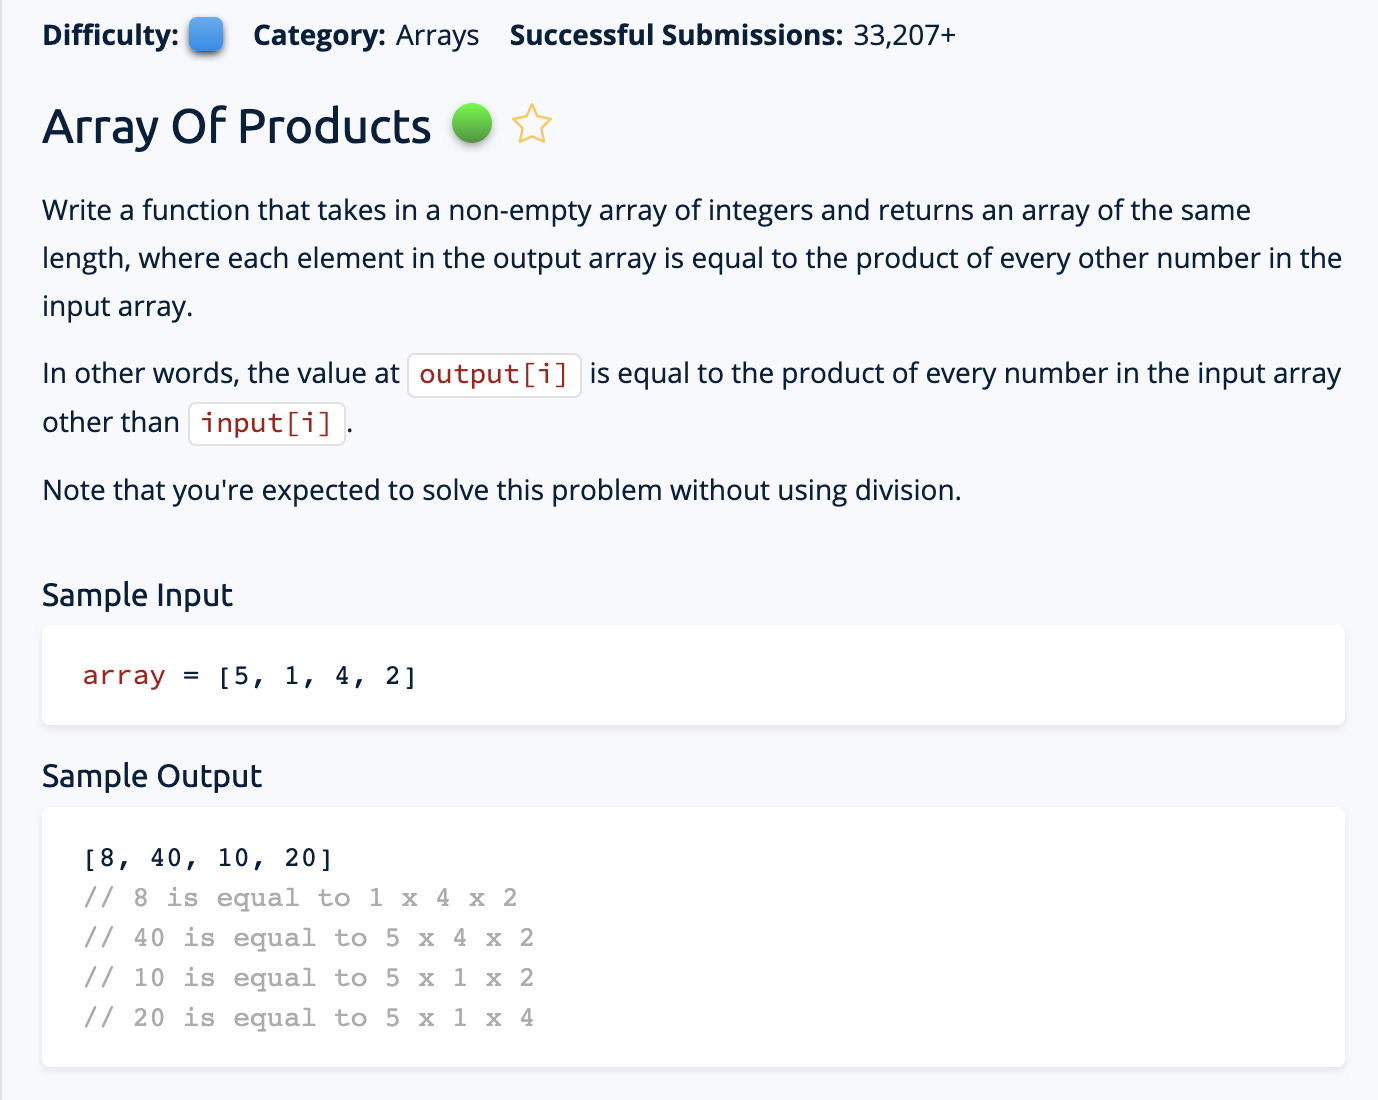 Difficulty: Category: Arrays Successful Submissions: 33,207+
Array Of Products
Write a function that takes in a non-empty array of integers and returns an array of the same
length, where each element in the output array is equal to the product of every other number in the
input array.
In other words, the value at output[i] is equal to the product of every number in the input array
other than input[i].
Note that you're expected to solve this problem without using division.
Sample Input
array = [5, 1, 4, 2]
Sample Output
[8, 40, 10, 20]
// 8 is equal to 1 x 4 x 2
// 40 is equal to 5 x 4 x 2
// 10 is equal to 5 x 1 x 2
// 20 is equal to 5 x 1 x 4